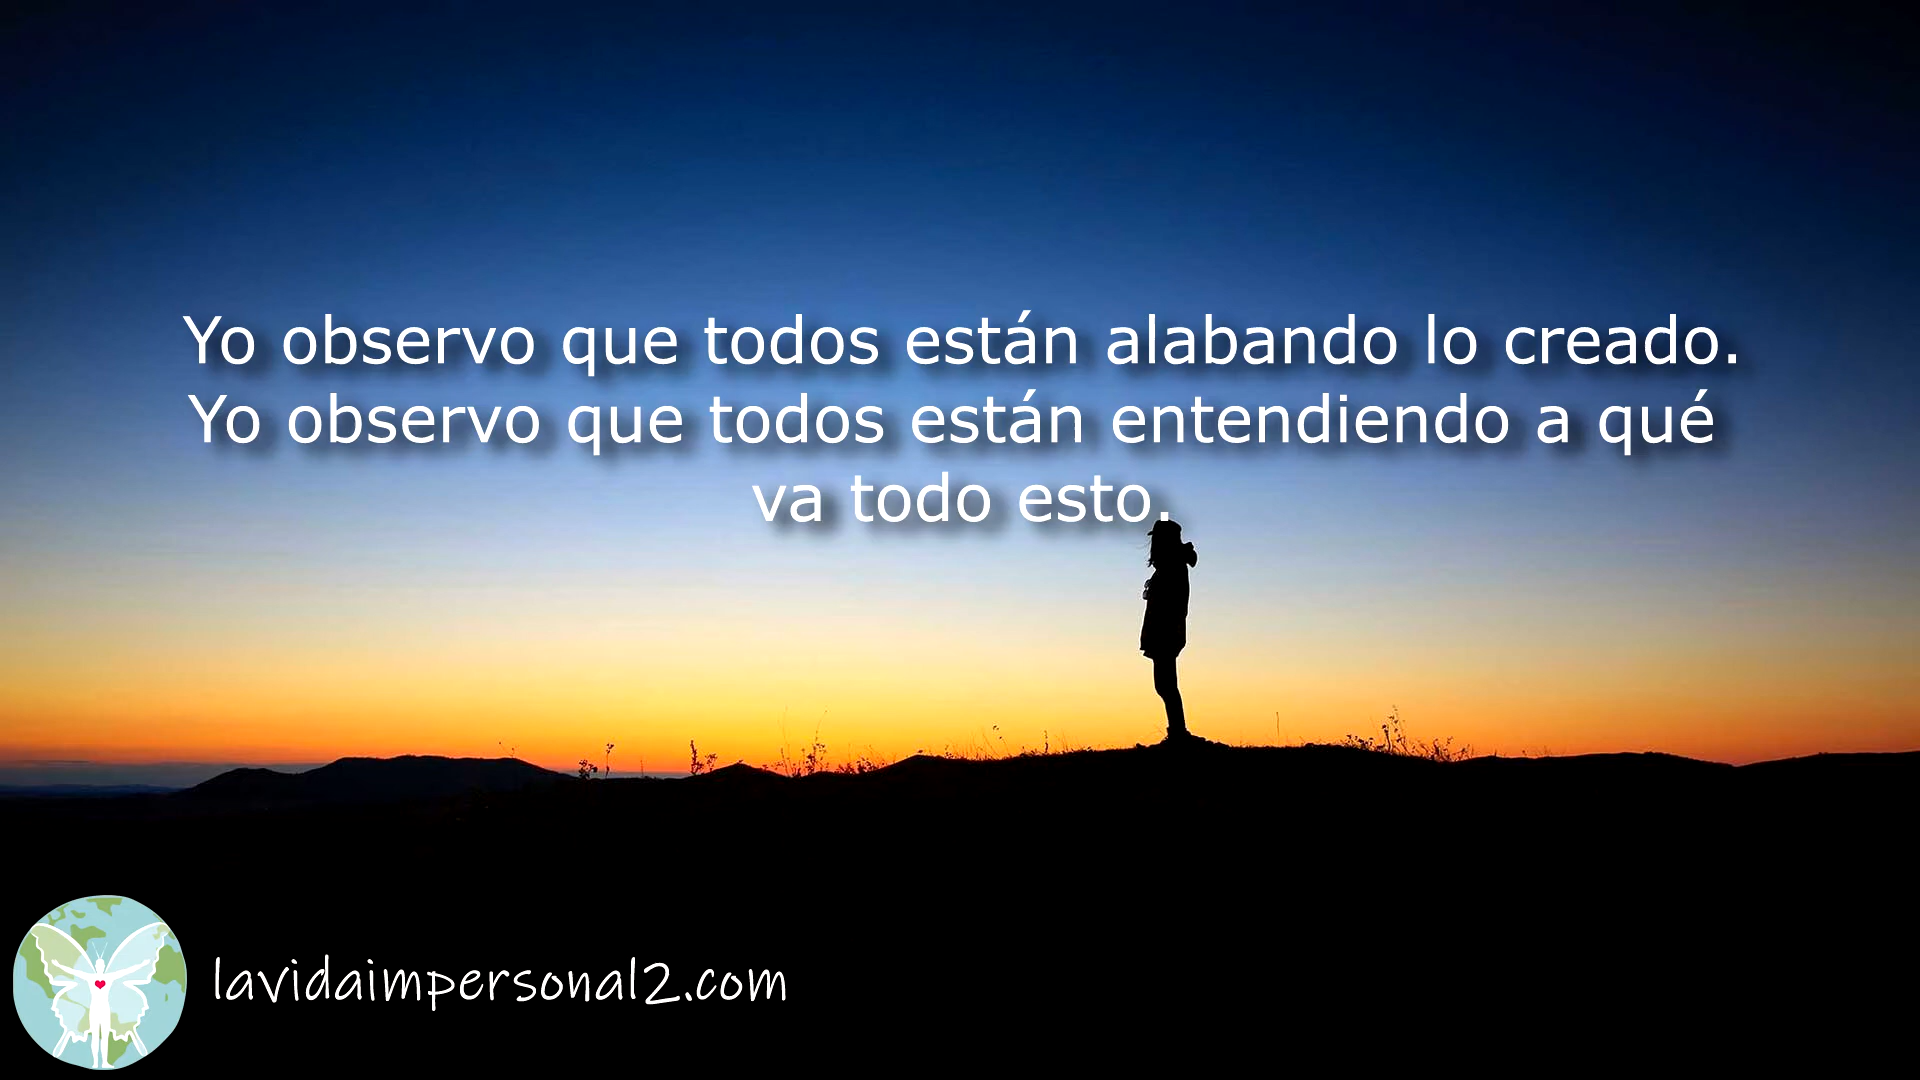 Yo observo que todos están alabando lo creado.
Yo observo que todos están entendiendo a qué
va todo esto.
lavidaimpersonal2.com